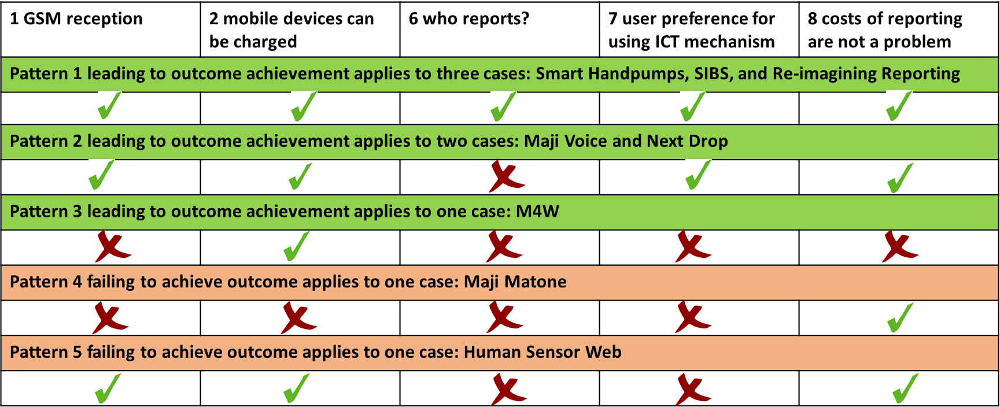 1 GSM reception
2 mobile devices can
be charged
6 who reports?
7 user preference for
using ICT mechanism
8 costs of reporting
are not a problem
Pattern 1 leading to outcome achievement applies to three cases: Smart Handpumps, SIBS, and Re-imagining Reporting
Pattern 2 leading to outcome achievement applies to two cases: Maji Voice and Next Drop
Pattern 3 leading to outcome achievement applies to one case: M4W
Pattern 4 failing to achieve outcome applies to one case: Maji Matone
Pattern 5 failing to achieve outcome applies to one case: Human Sensor Web